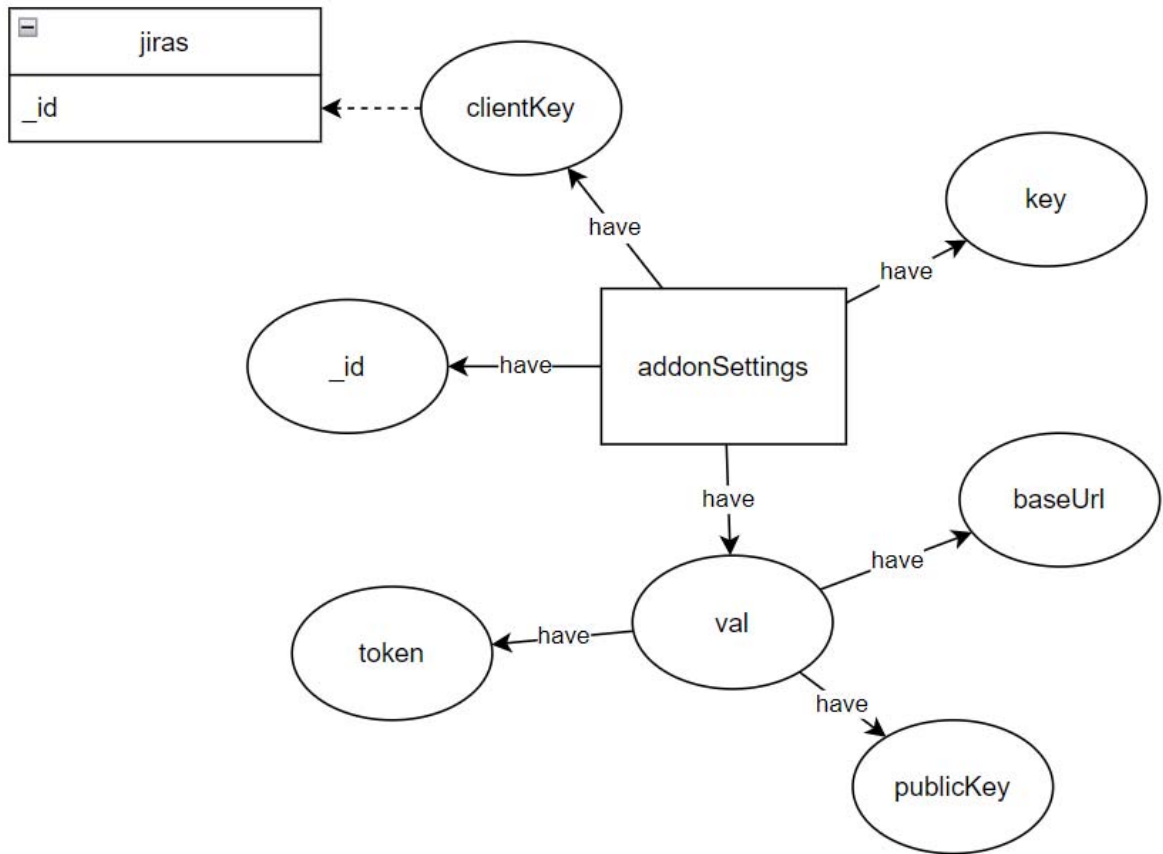 jiras
_id
clientKey
have
key
have
_id
have
addonSettings
have
baseUrl
have
token
have
val
have
publicKey